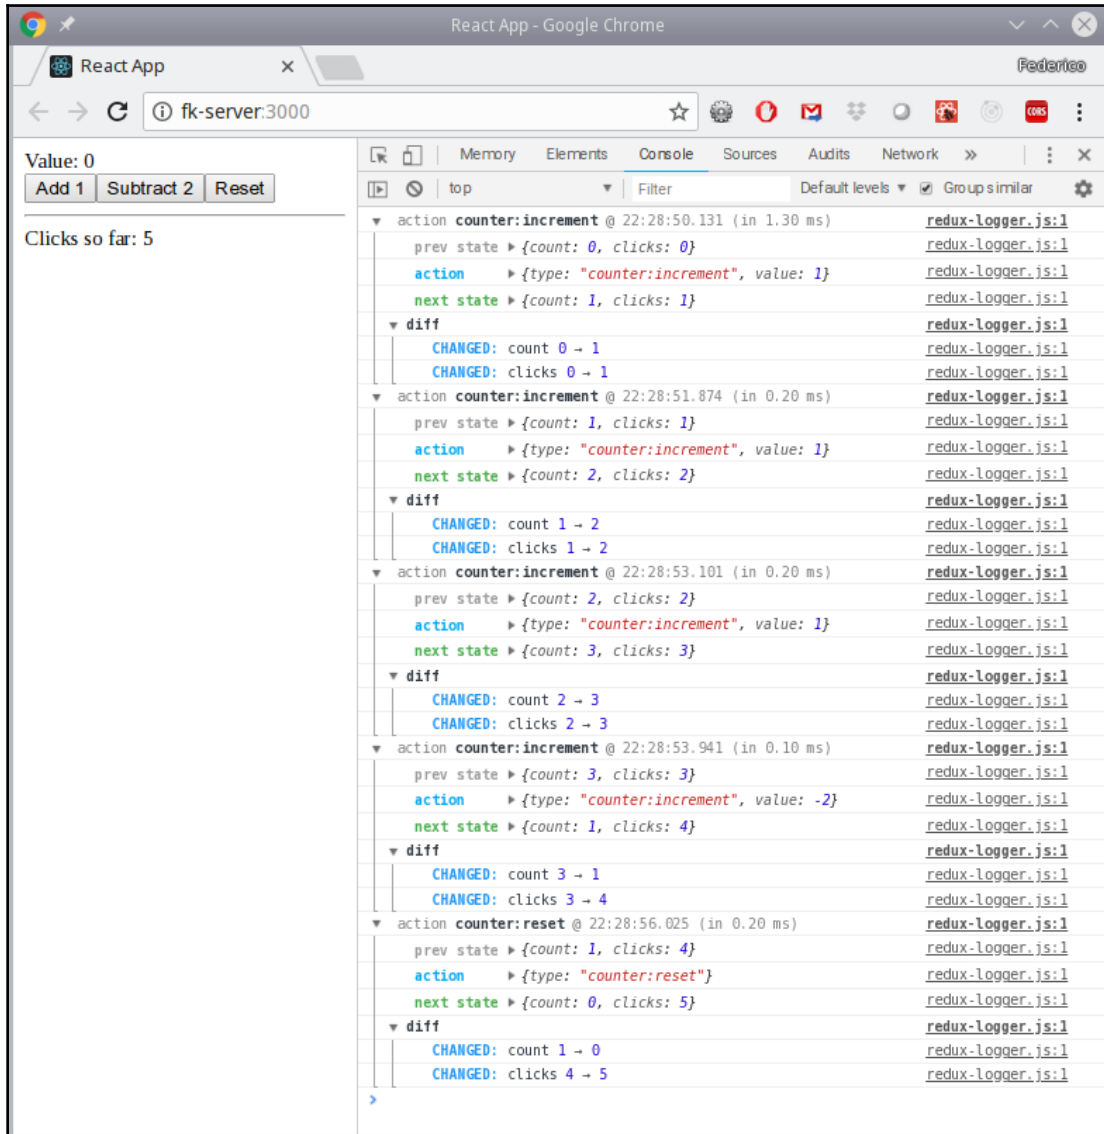 React App - Google Chrome
React App
Federico
fk-server:3000
CORS
Value: 0
Add 1 Subtract 2 Reset
Clicks so far: 5
Memory Elements Console Sources Audits Network »
top Filter Default levels Group similar
action counter:increment @ 22:28:50.131 (in 1.30 ms) redux-logger.js:1
prev state {count: 0, clicks: 0} redux-logger.js:1
action {type: "counter:increment", value: 1} redux-logger.js:1
next state {count: 1, clicks: 1} redux-logger.js:1
diff redux-logger.js:1
CHANGED: count 0 → 1 redux-logger.js:1
CHANGED: clicks 0 → 1 redux-logger.js:1
action counter:increment @ 22:28:51.874 (in 0.20 ms) redux-logger.js:1
prev state {count: 1, clicks: 1} redux-logger.js:1
action {type: "counter:increment", value: 1} redux-logger.js:1
next state {count: 2, clicks: 2} redux-logger.js:1
diff redux-logger.js:1
CHANGED: count 1 → 2 redux-logger.js:1
CHANGED: clicks 1 → 2 redux-logger.js:1
action counter:increment @ 22:28:53.101 (in 0.20 ms) redux-logger.js:1
prev state {count: 2, clicks: 2} redux-logger.js:1
action {type: "counter:increment", value: 1} redux-logger.js:1
next state {count: 3, clicks: 3} redux-logger.js:1
diff redux-logger.js:1
CHANGED: count 2 → 3 redux-logger.js:1
CHANGED: clicks 2 → 3 redux-logger.js:1
action counter:increment @ 22:28:53.941 (in 0.10 ms) redux-logger.js:1
prev state {count: 3, clicks: 3} redux-logger.js:1
action {type: "counter:increment", value: -2} redux-logger.js:1
next state {count: 1, clicks: 4} redux-logger.js:1
diff redux-logger.js:1
CHANGED: count 3 → 1 redux-logger.js:1
CHANGED: clicks 3 → 4 redux-logger.js:1
action counter:reset @ 22:28:56.025 (in 0.20 ms) redux-logger.js:1
prev state {count: 1, clicks: 4} redux-logger.js:1
action {type: "counter:reset"} redux-logger.js:1
next state {count: 0, clicks: 5} redux-logger.js:1
diff redux-logger.js:1
CHANGED: count 1 → 0 redux-logger.js:1
CHANGED: clicks 4 → 5 redux-logger.js:1